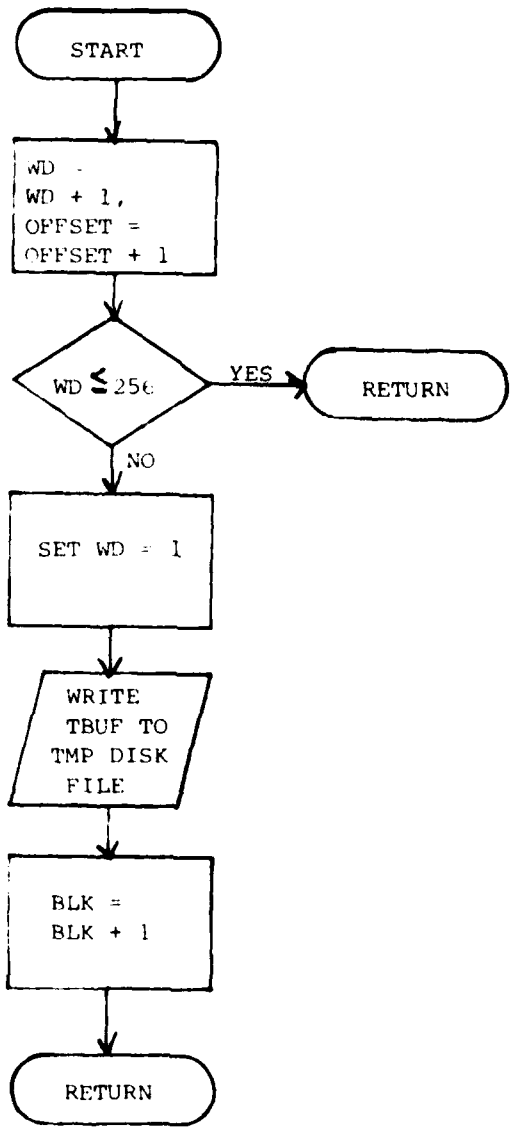 START
WD -
WD + 1,
OFFSET =
OFFSET + 1
WD ≤ 256
YES
RETURN
NO
SET WD = 1
WRITE
TBUF TO
TMP DISK
FILE
BLK =
BLK + 1
RETURN